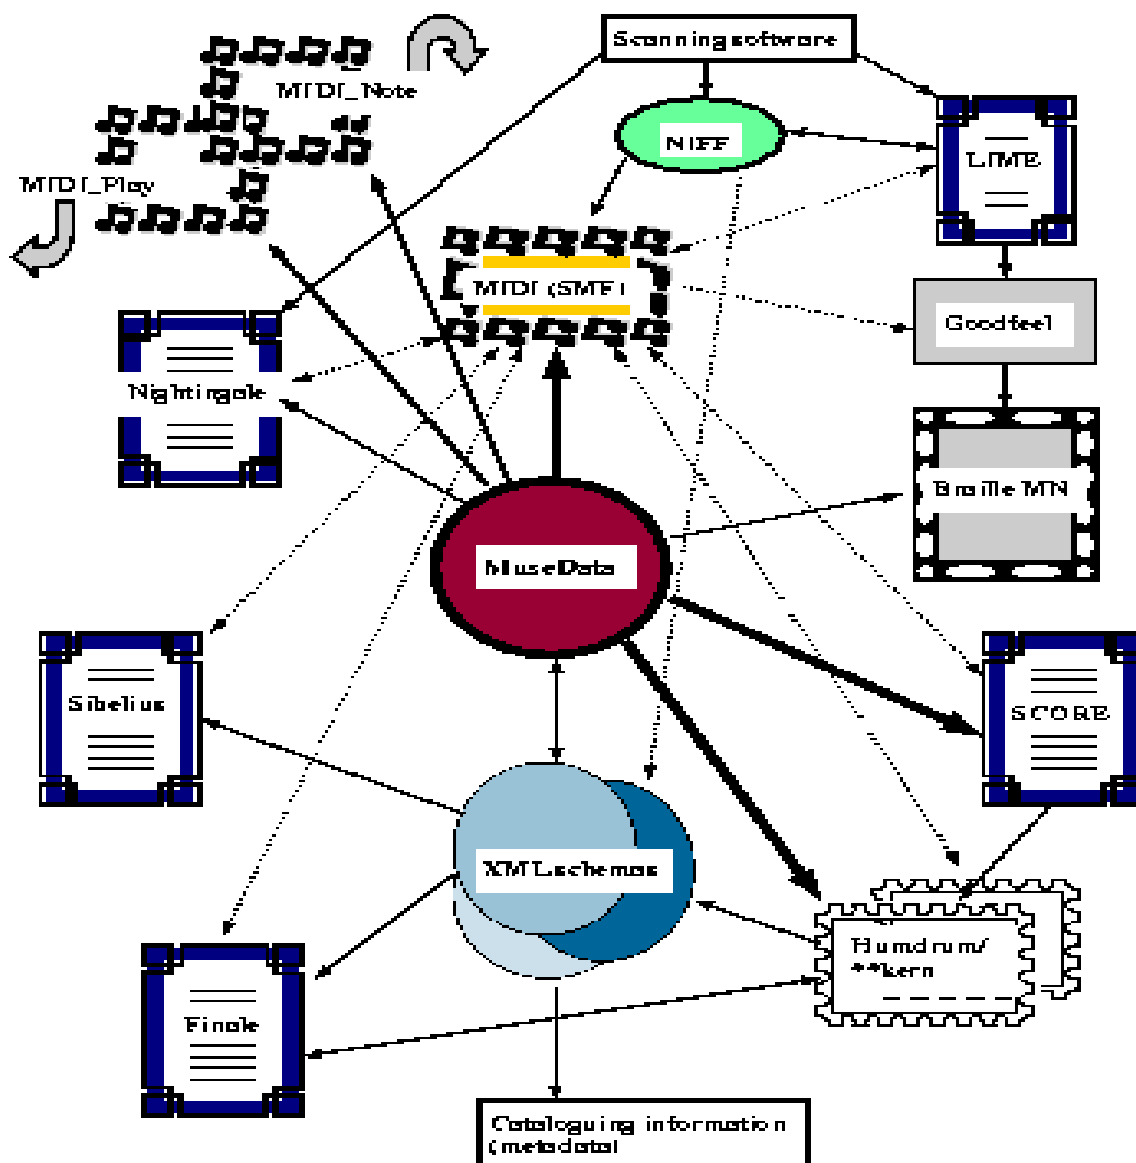 Scanning software
MIDI_Note
NIFF
LIME
MIDI_Play
MIDI (SMF)
Goodfeel
Nightingale
Braille MN
MuseData
Sibelius
SCORE
XML schemas
Humdrum/
**kern
Finale
Cataloguing information
(metadata)